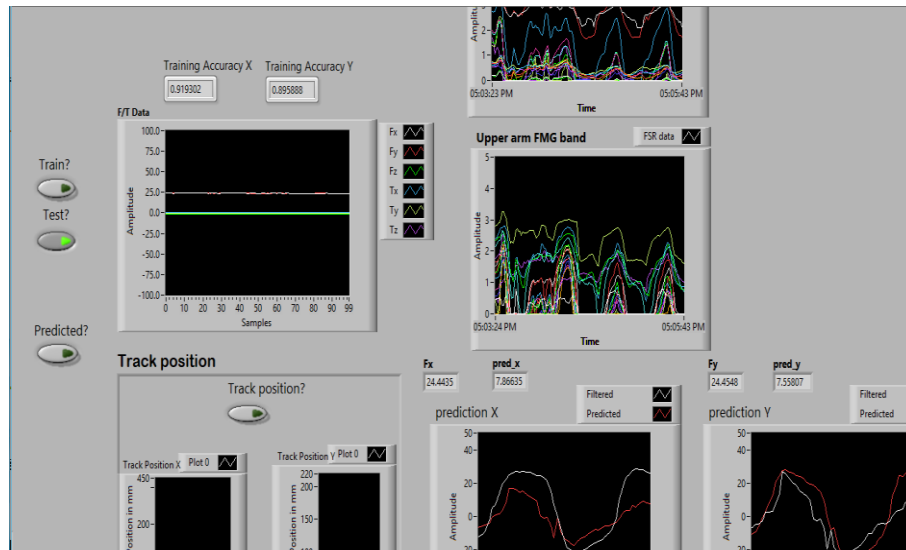 Amplitude
2-
1-
0-
05:03:23 PM
05:05:43 PM
Time
Training Accuracy X
Training Accuracy Y
0.919302
0.895888
F/T Data
100.0-
75.0-
50.0-
25.0-
0.0-
-25.0-
-50.0-
-75.0-
-100.0-
Amplitude
0 10 20 30 40 50 60 70 80 90 99
Samples
Fx
Fy
Fz
Tx
Ty
Tz
Train?
Test?
Predicted?
Upper arm FMG band
FSR data
5-
4-
3-
2-
1-
0-
Amplitude
05:03:24 PM
05:05:43 PM
Time
Track position
Track position?
Track Position X
Plot 0
450-
200-
Position in mm
Track Position Y
Plot 0
220
200-
150-
100-
Position in mm
Fx
pred_x
24.4435
7.86635
Filtered
Predicted
prediction X
50-
40-
20-
0-
-20-
Amplitude
Fy
pred_y
24.4548
7.55807
Filtered
Predicted
prediction Y
50-
40-
20-
0-
-20-
Amplitude